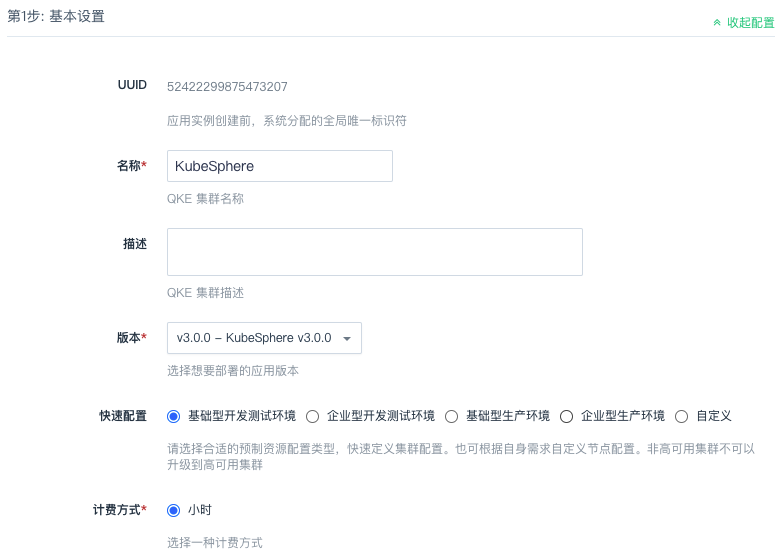 第1步: 基本设置
收起配置
UUID 52422299875473207
应用实例创建前，系统分配的全局唯一标识符
名称* KubeSphere
QKE 集群名称
描述
QKE 集群描述
版本* v3.0.0 – KubeSphere v3.0.0
选择想要部署的应用版本
快速配置 基础型开发测试环境 企业型开发测试环境 基础型生产环境 企业型生产环境 自定义
请选择合适的预制资源配置类型，快速定义集群配置。也可根据自身需求自定义节点配置。非高可用集群不可以
升级到高可用集群
计费方式* 小时
选择一种计费方式